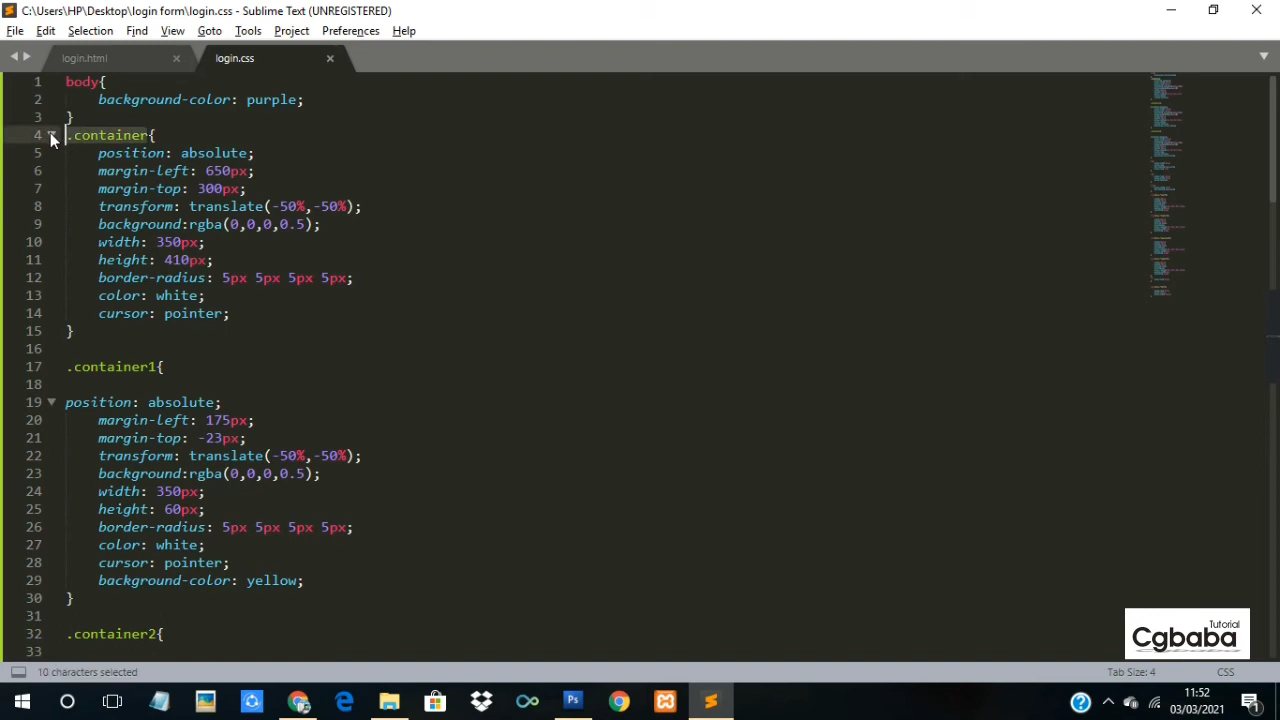 C:\Users\HP\Desktop\login form\login.css - Sublime Text (UNREGISTERED)
File Edit Selection Find View Goto Tools Project Preferences Help
login.html login.css
1 body{
2 background-color: purple;
3 }
4 .container{
5 position: absolute;
6 margin-left: 650px;
7 margin-top: 300px;
8 transform: translate(-50%,-50%);
9 background:rgba(0,0,0,0.5);
10 width: 350px;
11 height: 410px;
12 border-radius: 5px 5px 5px 5px;
13 color: white;
14 cursor: pointer;
15 }
16
17 .container1{
18
19 position: absolute;
20 margin-left: 175px;
21 margin-top: -23px;
22 transform: translate(-50%,-50%);
23 background:rgba(0,0,0,0.5);
24 width: 350px;
25 height: 60px;
26 border-radius: 5px 5px 5px 5px;
27 color: white;
28 cursor: pointer;
29 background-color: yellow;
30 }
31
32 .container2{
33
Tutorial
Cgbaba
10 characters selected Tab Size: 4 CSS
Ps
11:52
03/03/2021
1